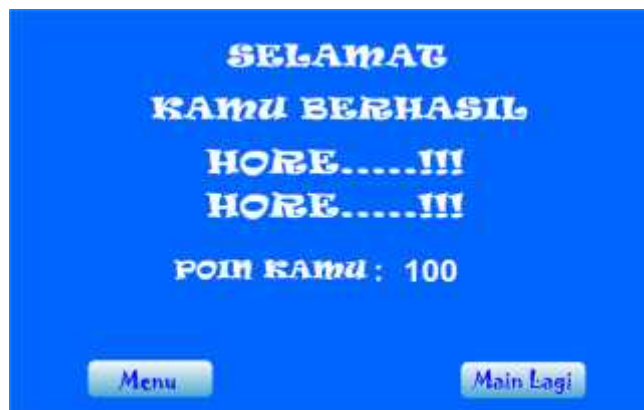 SELAMAT
KAMU BERHASIL
HORE.....!!!
HORE.....!!!
POIN KAMU : 100
Menu
Main Lagi